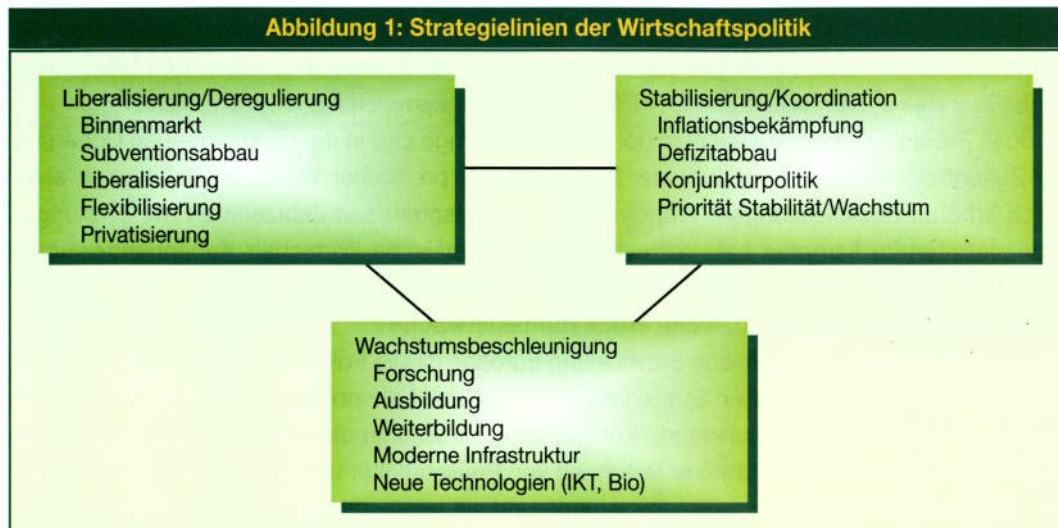 Abbildung 1: Strategielinien der Wirtschaftspolitik
Liberalisierung/Deregulierung
Binnenmarkt
Subventionsabbau
Liberalisierung
Flexibilisierung
Privatisierung
Stabilisierung/Koordination
Inflationsbekämpfung
Defizitabbau
Konjunkturpolitik
Priorität Stabilität/Wachstum
Wachstumsbeschleunigung
Forschung
Ausbildung
Weiterbildung
Moderne Infrastruktur
Neue Technologien (IKT, Bio)